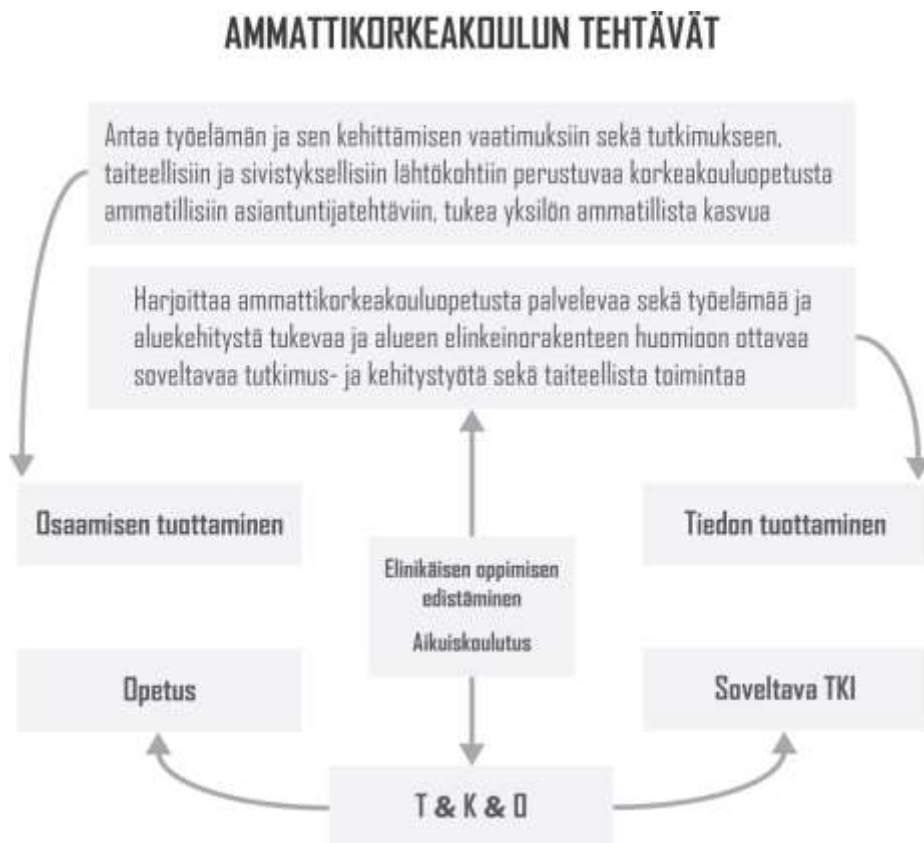 AMMATTIKORKEAKOULUN TEHTÄVÄT
Antaa työelämän ja sen kehittämisen vaatimuksiin sekä tutkimukseen,
taiteellisiin ja sivistyksellisiin lähtökohtiin perustuvaa korkeakouluopetusta
ammatillisiin asiantuntijatehtäviin, tukea yksilön ammatillista kasvua
Harjoittaa ammattikorkeakouluopetusta palvelevaa sekä työelämää ja
aluekehitystä tukevaa ja alueen elinkeinorakenteen huomioon ottavaa
soveltavaa tutkimus- ja kehitystyötä sekä taiteellista toimintaa
Osaamisen tuottaminen
Tiedon tuottaminen
Elinikäisen oppimisen
edistäminen
Aikuiskoulutus
Opetus
Soveltava TKI
T & K & O